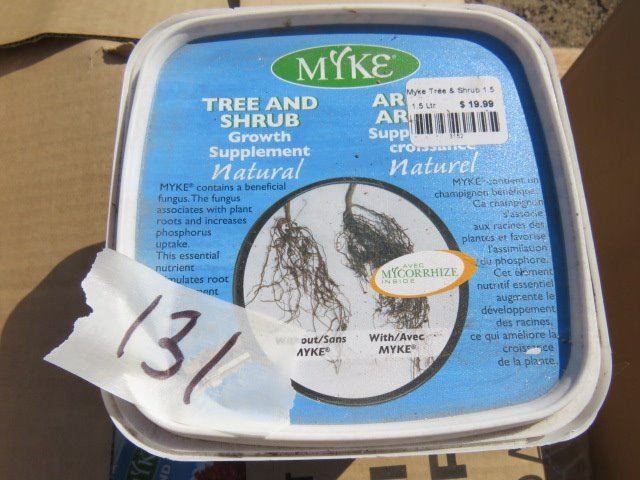 MYKE®
Myke Tree & Shrub 1.5
1.5 Ltr $ 19.99
3152
TREE AND
SHRUB
Growth
Supplement
Natural
MYKE® contains a beneficial
fungus. The fungus
associates with plant
roots and increases
phosphorus
uptake.
This essential
nutrient
Naturel
MYKE® contient un
champignon bénéfique.
Ca champignon
s'associe
aux racines des
plantes et favorise
l'assimilation
du phosphore.
Cet élément
nutritif essentiel
augmente le
développement
des racines,
ce qui améliore la
croissance
de la plante.
AVEC
MYCORRHIZE
INSIDE
Without/Sans
MYKE®
With/Avec
MYKE®
131
MYKE